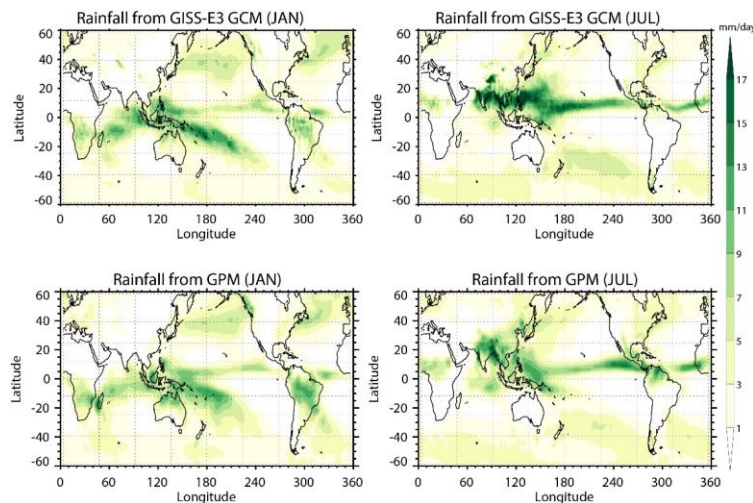 Rainfall from GISS-E3 GCM (JAN)
60
40
20
0
-20
-40
-60
Latitude
0 60 120 180 240 300 360
Longitude
Rainfall from GISS-E3 GCM (JUL)
60
40
20
0
-20
-40
-60
Latitude
0 60 120 180 240 300 360
Longitude
Rainfall from GPM (JAN)
60
40
20
0
-20
-40
-60
Latitude
0 60 120 180 240 300 360
Longitude
Rainfall from GPM (JUL)
60
40
20
0
-20
-40
-60
Latitude
0 60 120 180 240 300 360
Longitude
mm/day
17
15
13
11
9
7
5
3
1